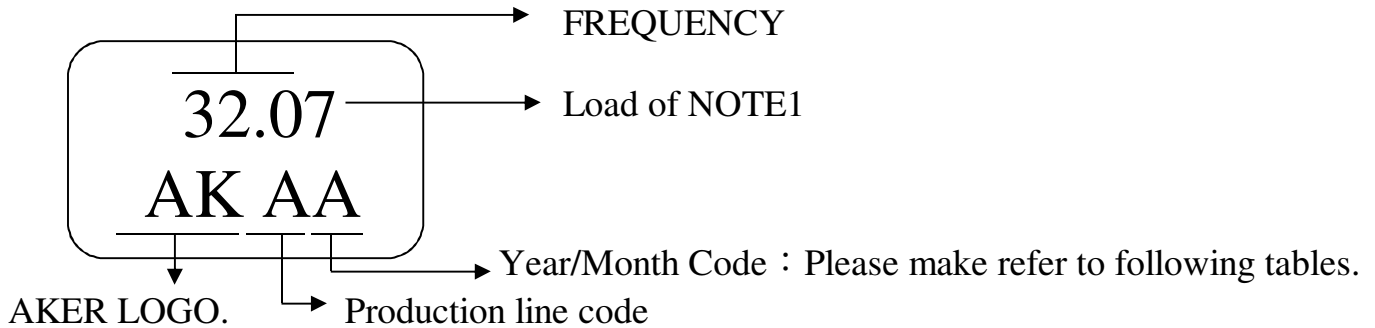 FREQUENCY
32.07
Load of NOTE1
AK AA
Year/Month Code：Please make refer to following tables.
AKER LOGO.
Production line code